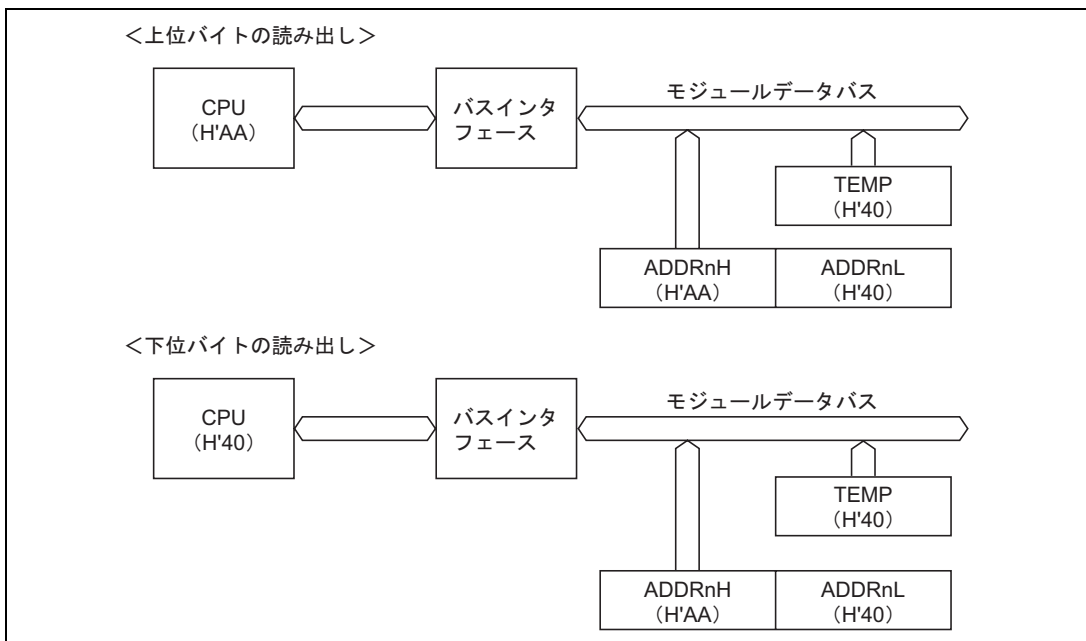 ＜上位バイトの読み出し＞
CPU
（H'AA）
バスインタ
フェース
モジュールデータバス
TEMP
（H'40）
ADDRnH
（H'AA）
ADDRnL
（H'40）
＜下位バイトの読み出し＞
CPU
（H'40）
バスインタ
フェース
モジュールデータバス
TEMP
（H'40）
ADDRnH
（H'AA）
ADDRnL
（H'40）